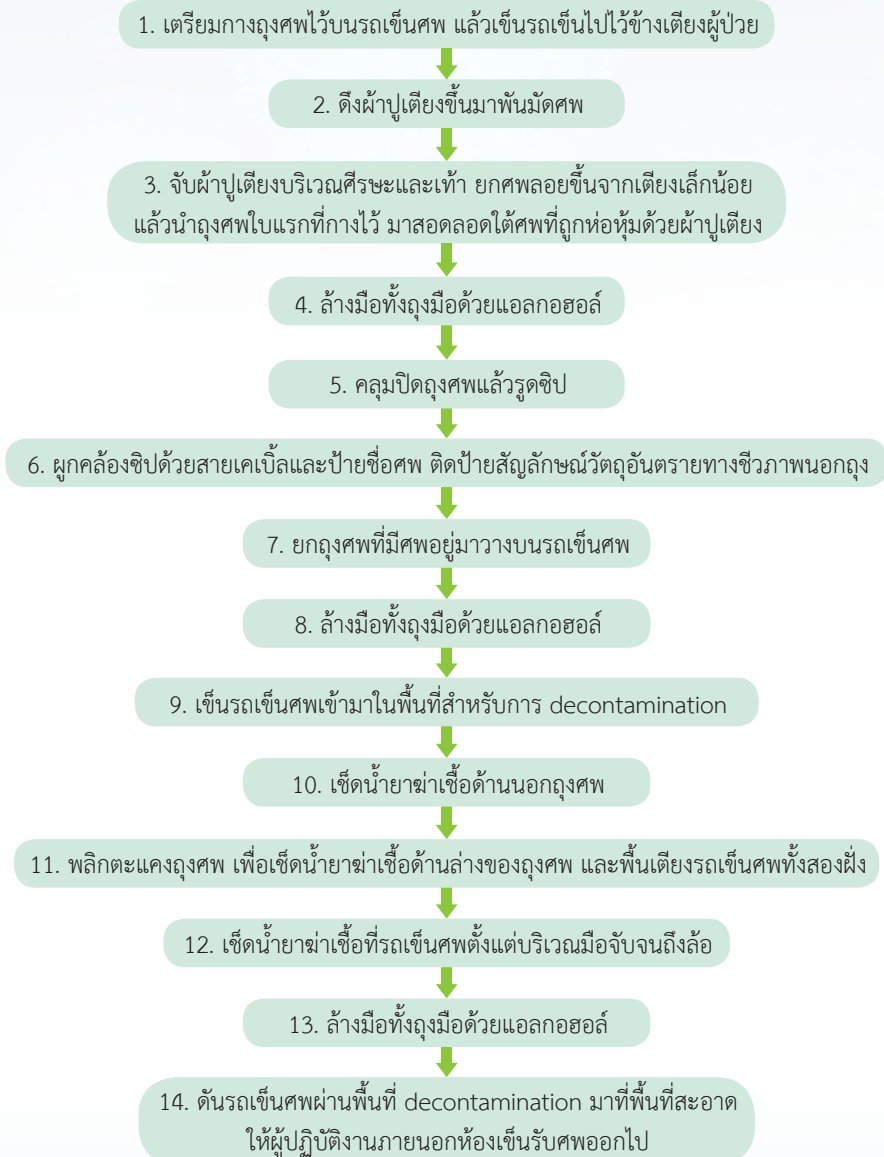 1. เตรียมกางถุงศพไว้บนรถเข็นศพ แล้วเข็นรถเข็นไปไว้ข้างเตียงผู้ป่วย
2. ดึงผ้าปูเตียงขึ้นมาพันมัดศพ
3. จับผ้าปูเตียงบริเวณศีรษะและเท้า ยกศพลอยขึ้นจากเตียงเล็กน้อย
แล้วนำถุงศพใบแรกที่กางไว้ มาสอดลอดใต้ศพที่ถูกห่อหุ้มด้วยผ้าปูเตียง
4. ล้างมือทั้งถุงมือด้วยแอลกอฮอล์
5. คลุมปิดถุงศพแล้วรูดซิป
6. ผูกคล้องซิปด้วยสายเคเบิ้ลและป้ายชื่อศพ ติดป้ายสัญลักษณ์วัตถุอันตรายทางชีวภาพนอกถุง
7. ยกถุงศพที่มีศพอยู่มาวางบนรถเข็นศพ
8. ล้างมือทั้งถุงมือด้วยแอลกอฮอล์
9. เข็นรถเข็นศพเข้ามาในพื้นที่สำหรับการ decontamination
10. เช็ดน้ำยาฆ่าเชื้อด้านนอกถุงศพ
11. พลิกตะแคงถุงศพ เพื่อเช็ดน้ำยาฆ่าเชื้อด้านล่างของถุงศพ และพื้นเตียงรถเข็นศพทั้งสองฝั่ง
12. เช็ดน้ำยาฆ่าเชื้อที่รถเข็นศพตั้งแต่บริเวณมือจับจนถึงล้อ
13. ล้างมือทั้งถุงมือด้วยแอลกอฮอล์
14. ดันรถเข็นศพผ่านพื้นที่ decontamination มาที่พื้นที่สะอาด
ให้ผู้ปฏิบัติงานภายนอกห้องเข็นรับศพออกไป